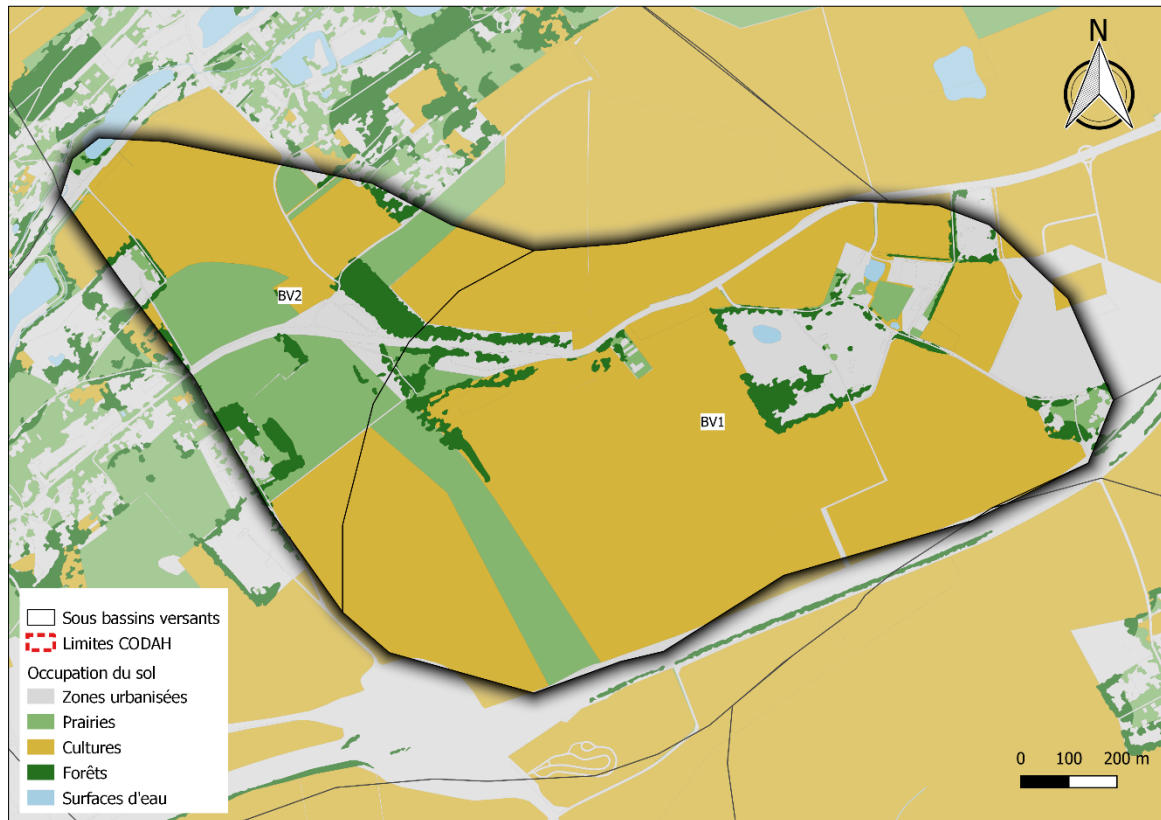 N
BV2
BV1
Sous bassins versants
Limites CODAH
Occupation du sol
Zones urbanisées
Prairies
Cultures
Forêts
Surfaces d'eau
0 100 200 m